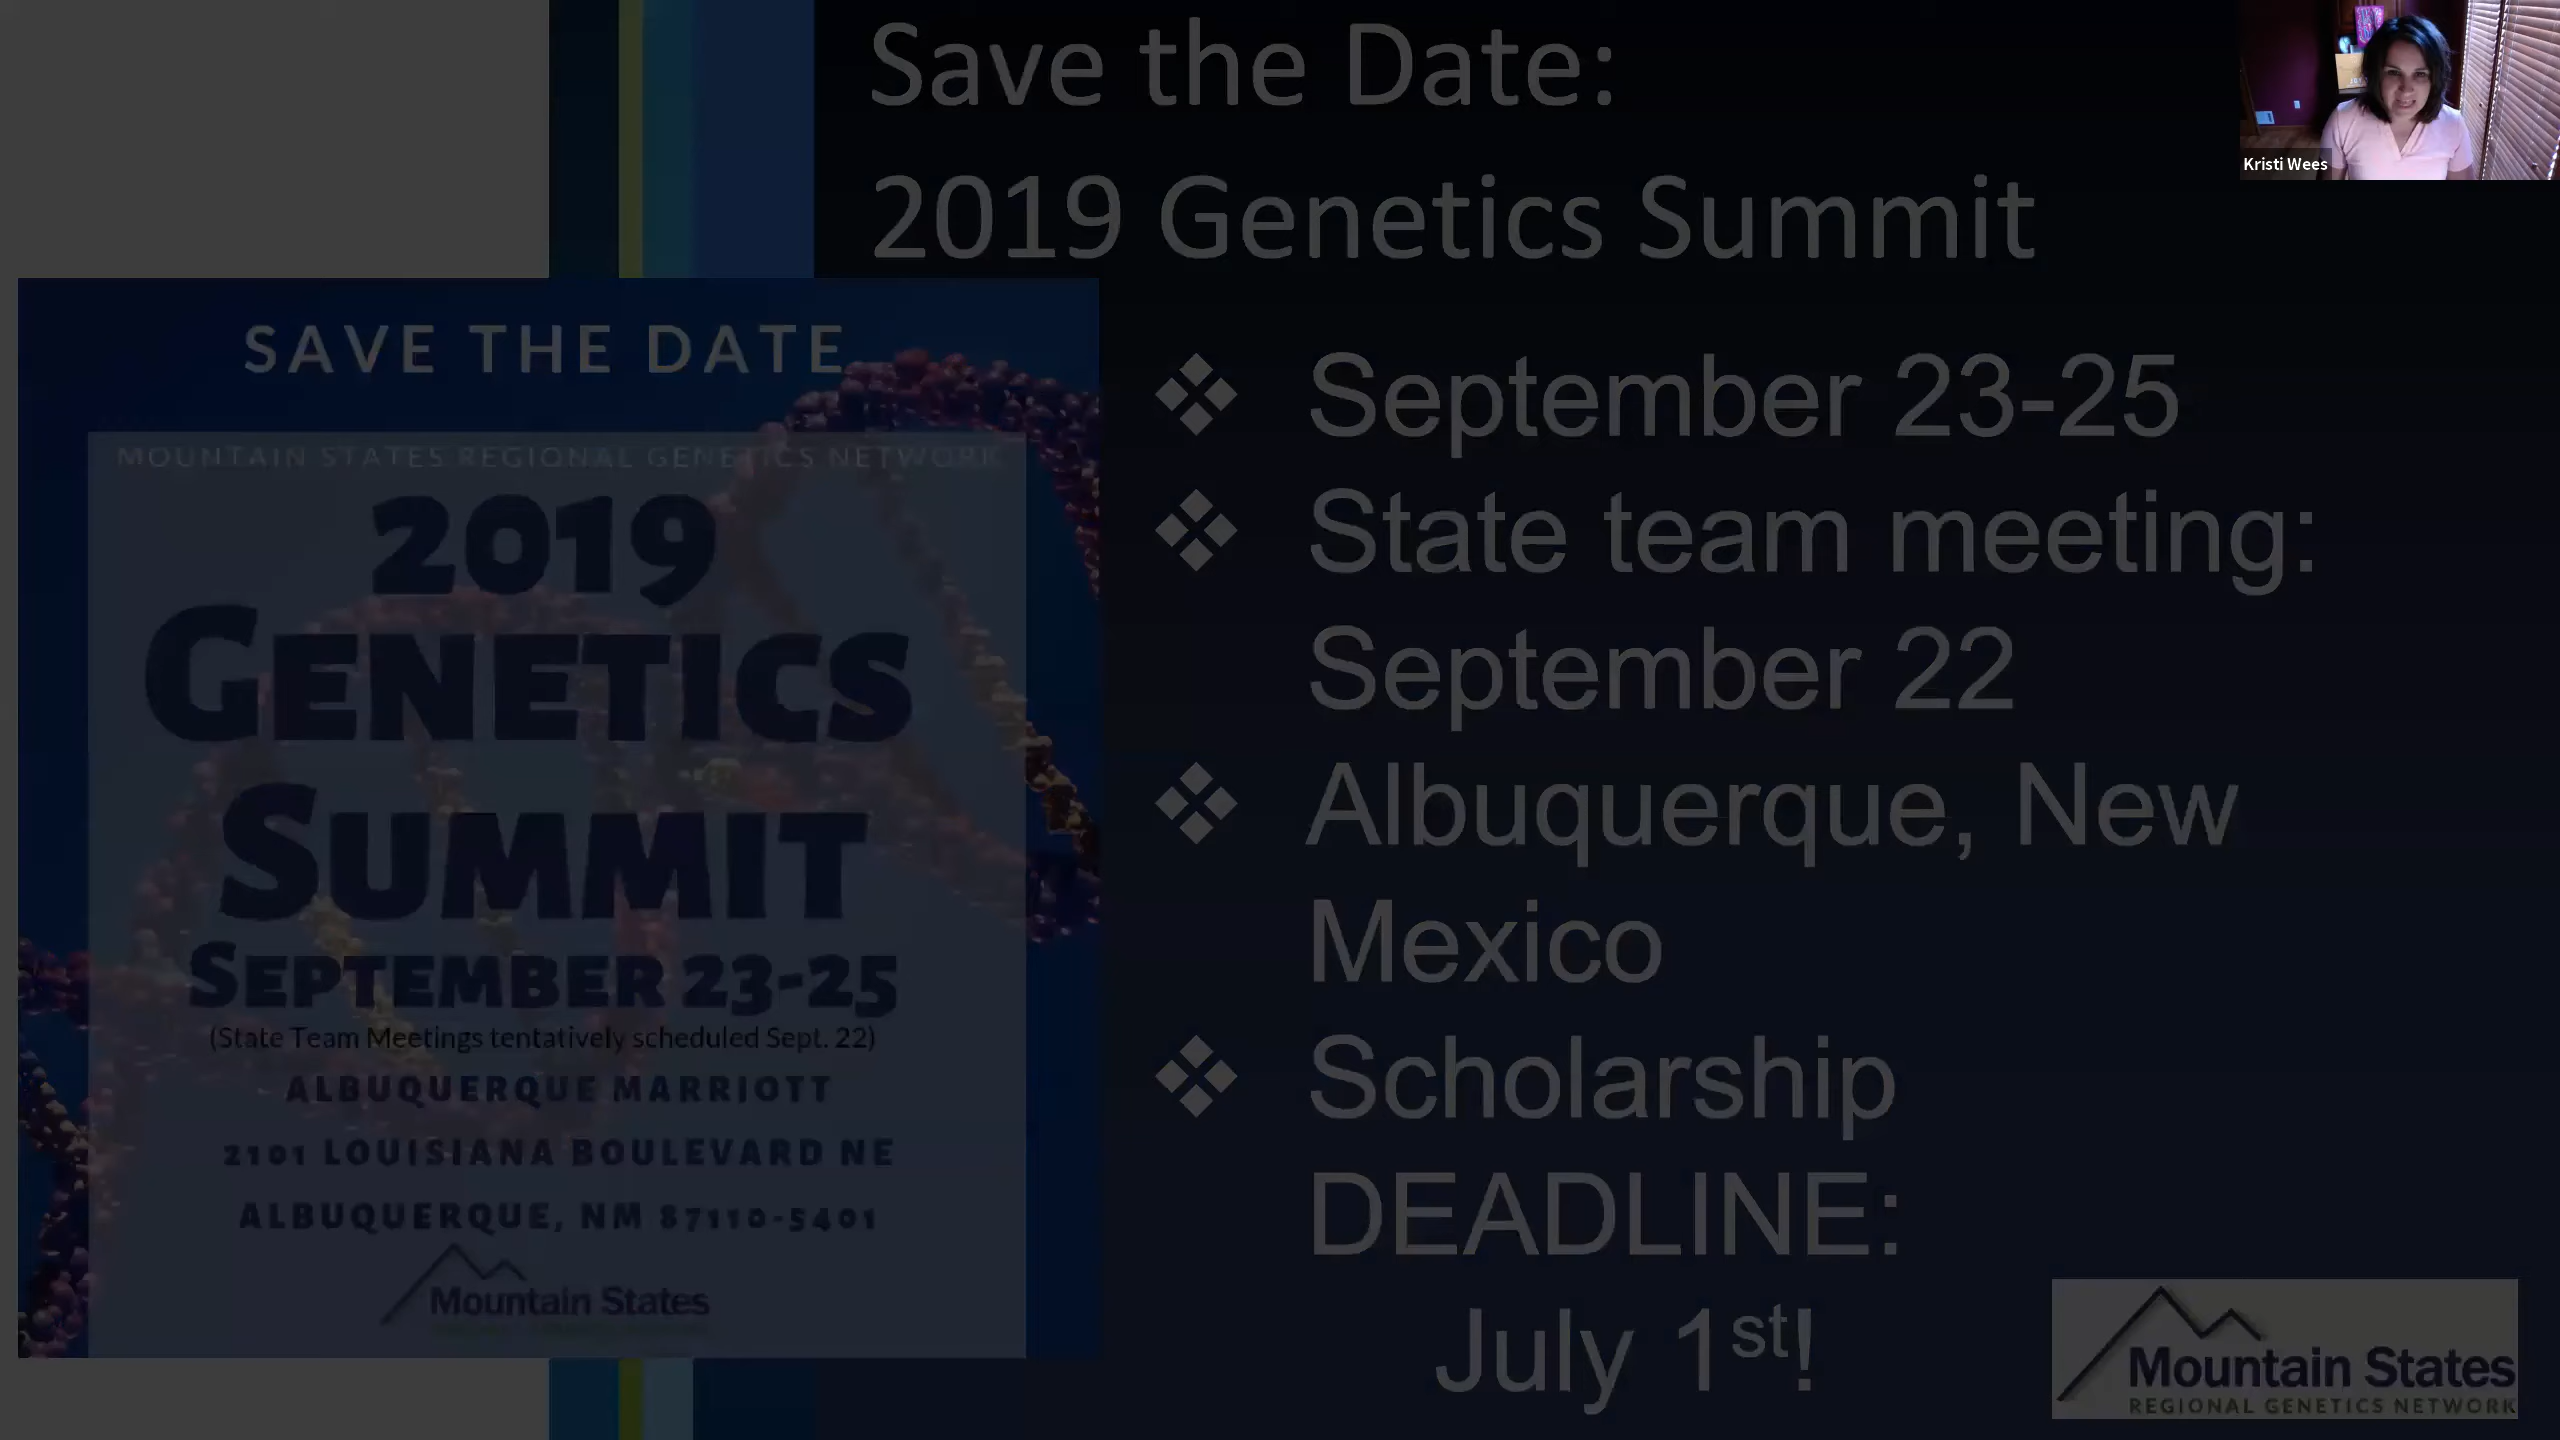 Save the Date:
2019 Genetics Summit
Kristi Wees
SAVE THE DATE
MOUNTAIN STATES REGIONAL GENETICS NETWORK
2019
GENETICS
SUMMIT
SEPTEMBER 23-25
(State Team Meetings tentatively scheduled Sept. 22)
ALBUQUERQUE MARRIOTT
2101 LOUISIANA BOULEVARD NE
ALBUQUERQUE, NM 87110-5401
Mountain States
❖ September 23-25
❖ State team meeting:
September 22
❖ Albuquerque, New
Mexico
❖ Scholarship
DEADLINE:
July 1st!
Mountain States
REGIONAL GENETICS NETWORK